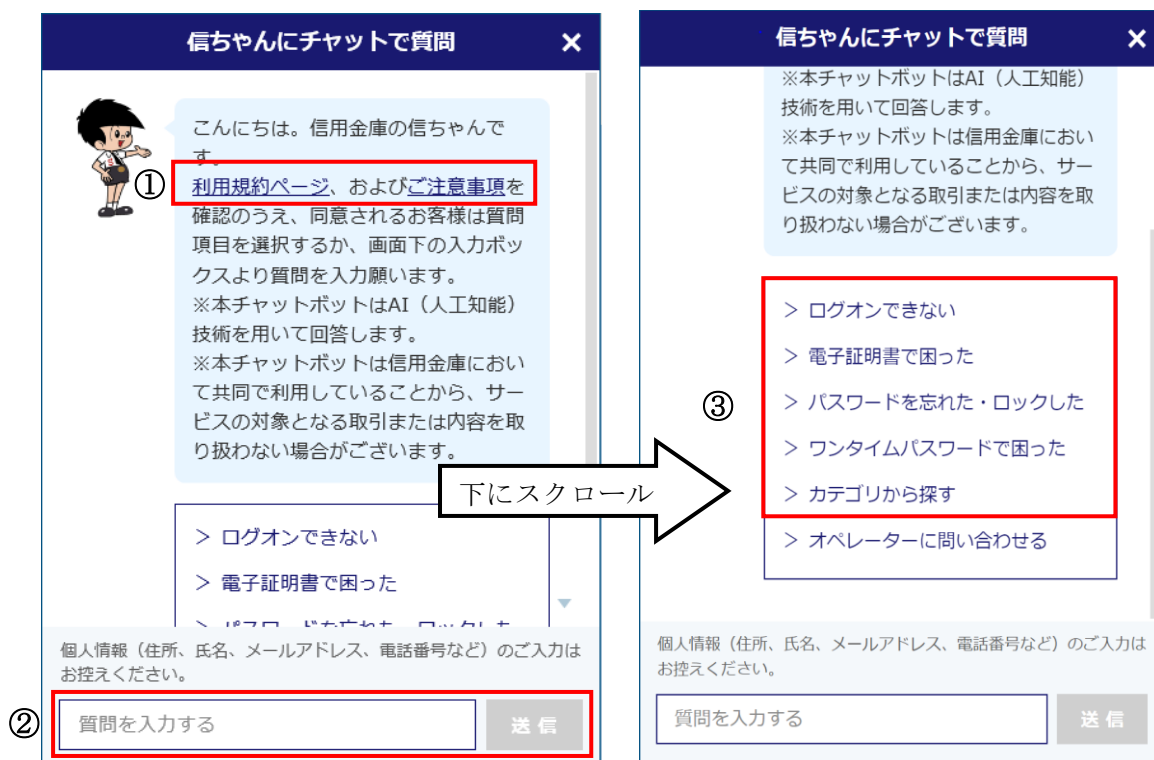 信ちゃんにチャットで質問 ×
こんにちは。信用金庫の信ちゃんで
す。
① 利用規約ページ、およびご注意事項を
確認のうえ、同意されるお客様は質問
項目を選択するか、画面下の入力ボッ
クスより質問を入力願います。
※本チャットボットはAI（人工知能）
技術を用いて回答します。
※本チャットボットは信用金庫におい
て共同で利用していることから、サー
ビスの対象となる取引または内容を取
り扱わない場合がございます。
＞ ログオンできない
＞ 電子証明書で困った
個人情報（住所、氏名、メールアドレス、電話番号など）のご入力は
お控えください。
② 質問を入力する 送信
下にスクロール
信ちゃんにチャットで質問 ×
※本チャットボットはAI（人工知能）
技術を用いて回答します。
※本チャットボットは信用金庫におい
て共同で利用していることから、サー
ビスの対象となる取引または内容を取
り扱わない場合がございます。
＞ ログオンできない
＞ 電子証明書で困った
③ ＞ パスワードを忘れた・ロックした
＞ ワンタイムパスワードで困った
＞ カテゴリから探す
＞ オペレーターに問い合わせる
個人情報（住所、氏名、メールアドレス、電話番号など）のご入力は
お控えください。
質問を入力する 送信